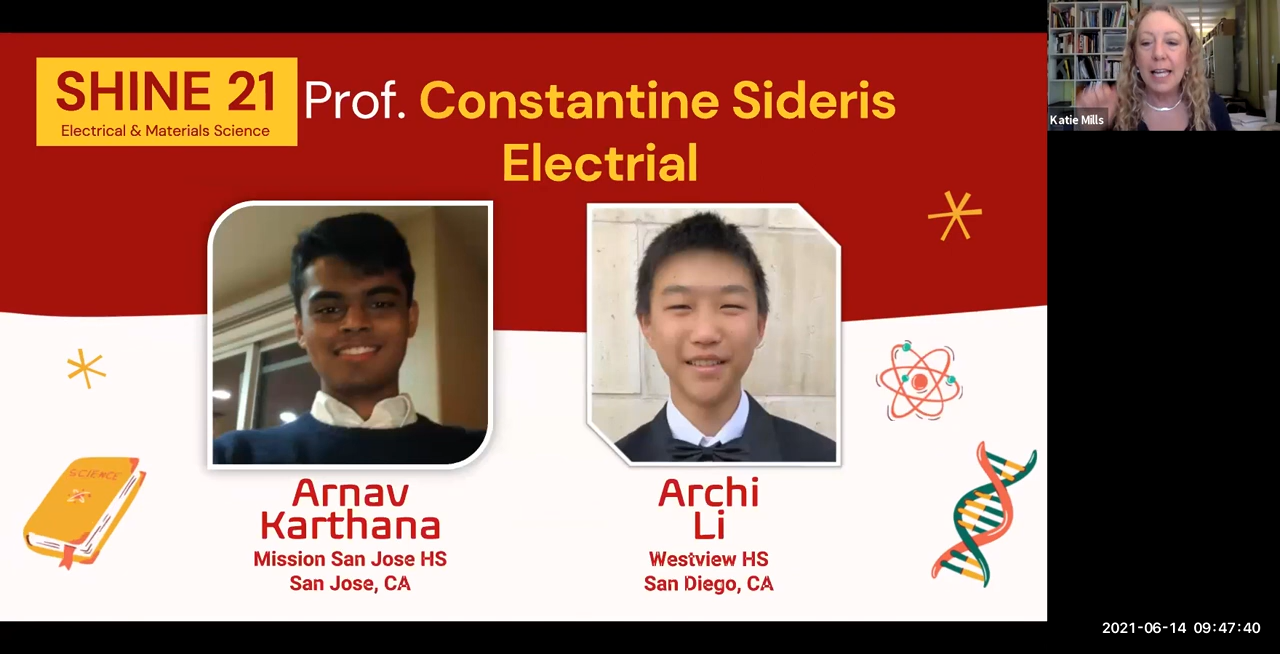 SHINE 21
Electrical & Materials Science
Prof. Constantine Sideris
Electrial
Katie Mills
SCIENCE
Arnav
Karthana
Mission San Jose HS
San Jose, CA
Archi
Li
Westview HS
San Diego, CA
2021-06-14 09:47:40